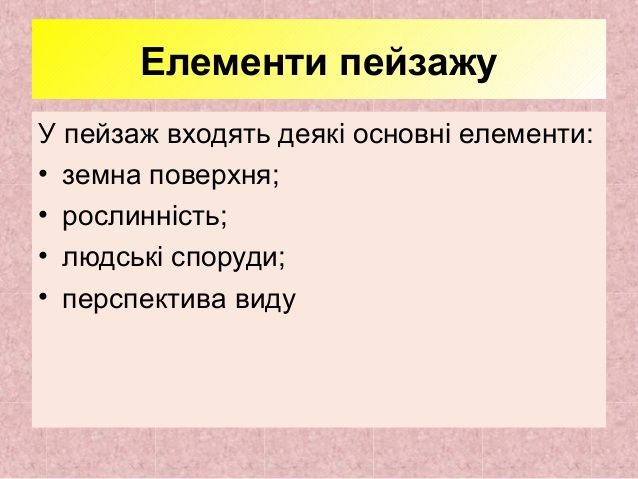 Елементи пейзажу
У пейзаж входять деякі основні елементи:
• земна поверхня;
• рослинність;
• людські споруди;
• перспектива виду